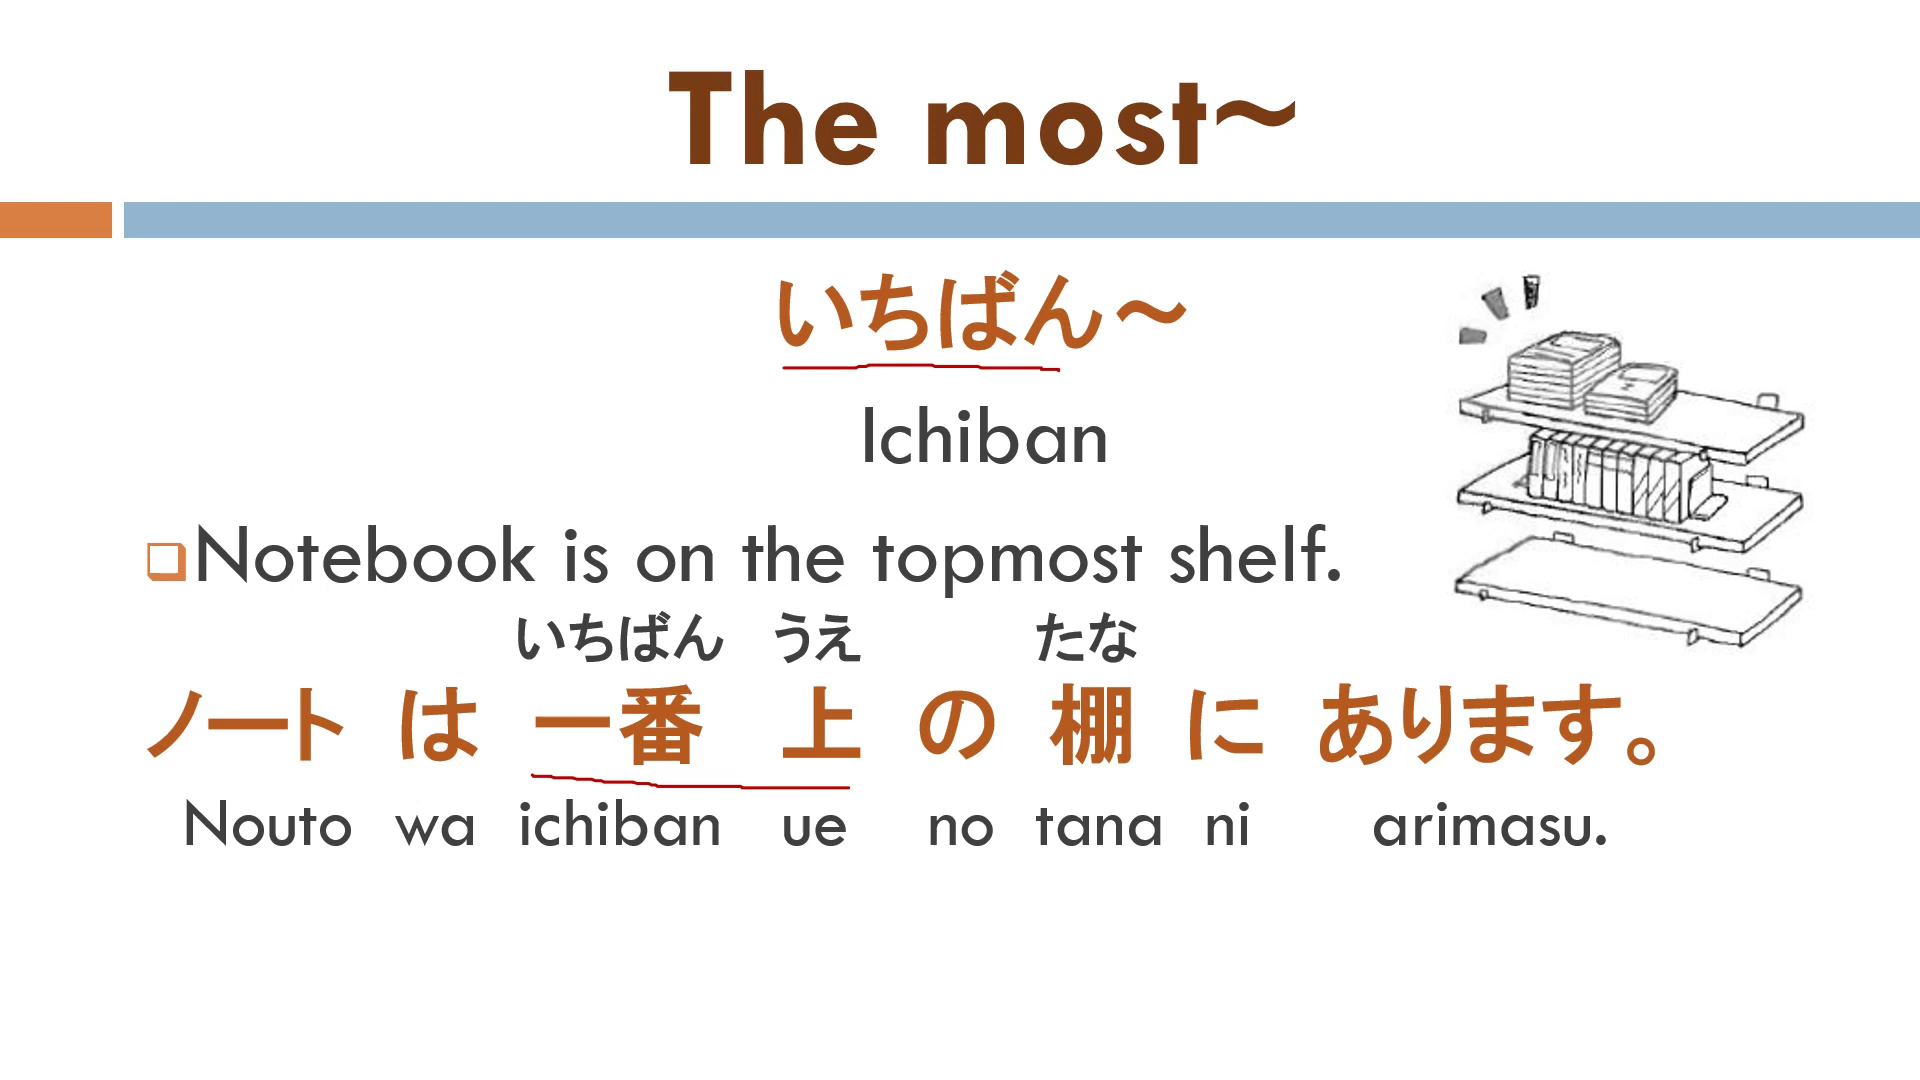 The most~
いちばん～
Ichiban
Notebook is on the topmost shelf.
いちばん うえ たな
ノート は 一番 上 の 棚 に あります。
Nouto wa ichiban ue no tana ni arimasu.